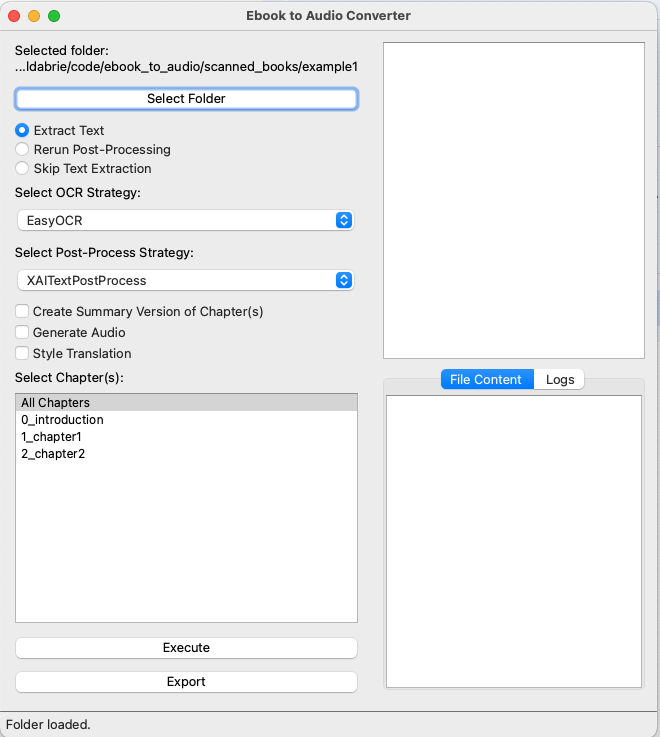 Ebook to Audio Converter
Selected folder:
...ldabrie/code/ebook_to_audio/scanned_books/example1
Select Folder
Extract Text
Rerun Post-Processing
Skip Text Extraction
Select OCR Strategy:
EasyOCR
Select Post-Process Strategy:
XAITextPostProcess
Create Summary Version of Chapter(s)
Generate Audio
Style Translation
Select Chapter(s):
All Chapters
0_introduction
1_chapter1
2_chapter2
Execute
Export
File Content
Logs
Folder loaded.